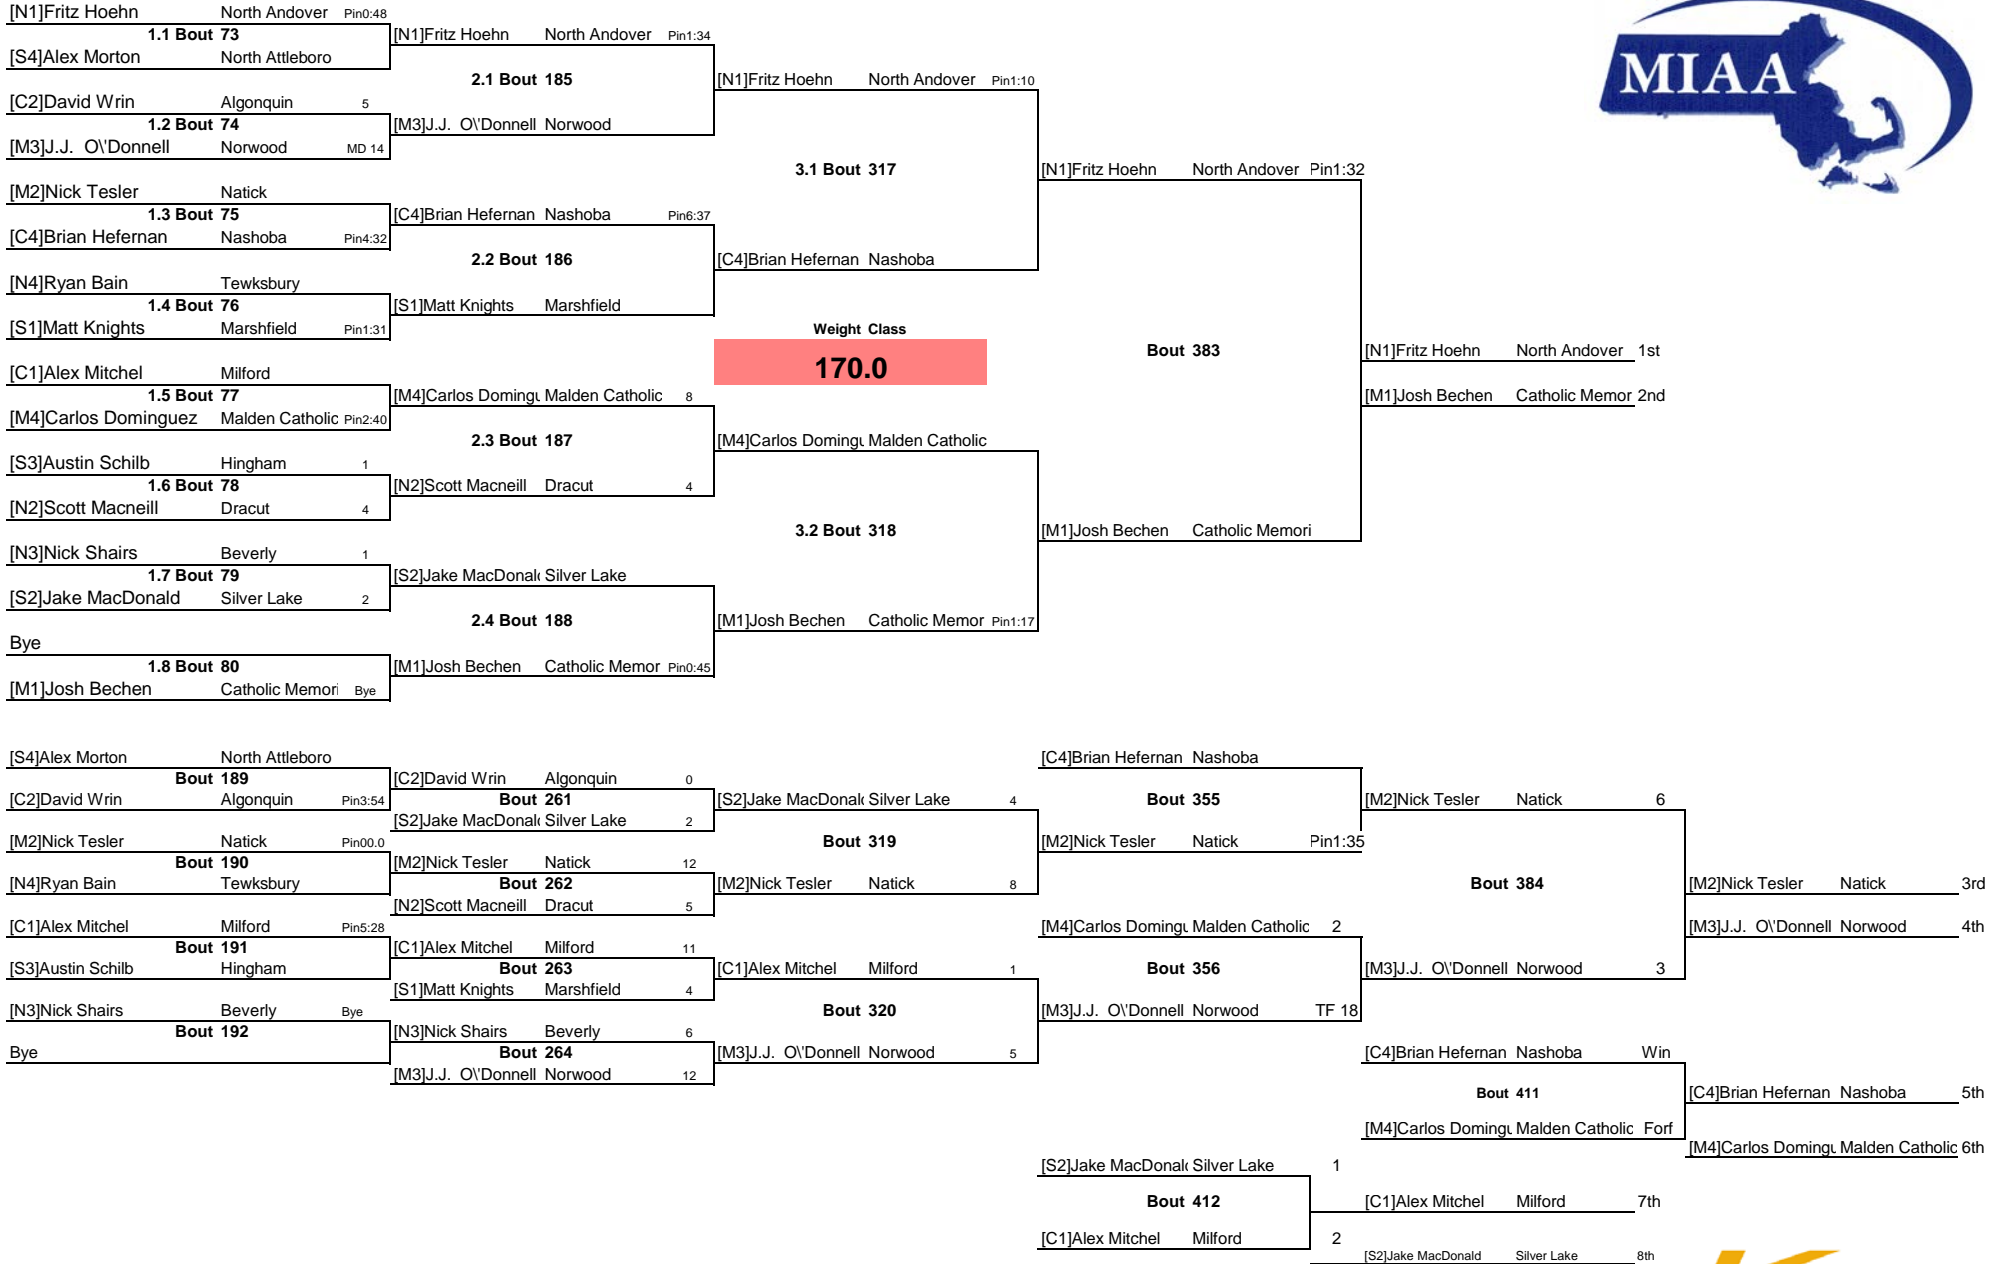 [N1]Fritz Hoehn North Andover Pin0:48
1.1 Bout 73
[S4]Alex Morton North Attleboro
[C2]David Wrin Algonquin 5
1.2 Bout 74
[M3]J.J. O\'Donnell Norwood MD 14
[M2]Nick Tesler Natick
1.3 Bout 75
[C4]Brian Hefernan Nashoba Pin4:32
[N4]Ryan Bain Tewksbury
1.4 Bout 76
[S1]Matt Knights Marshfield Pin1:31
[C1]Alex Mitchel Milford
1.5 Bout 77
[M4]Carlos Dominguez Malden Catholic Pin2:40
[S3]Austin Schilb Hingham 1
1.6 Bout 78
[N2]Scott Macneill Dracut 4
[N3]Nick Shairs Beverly 1
1.7 Bout 79
[S2]Jake MacDonald Silver Lake 2
Bye
1.8 Bout 80
[M1]Josh Bechen Catholic Memori Bye
[N1]Fritz Hoehn North Andover Pin1:34
2.1 Bout 185
[M3]J.J. O\'Donnell Norwood
[C4]Brian Hefernan Nashoba Pin6:37
2.2 Bout 186
[S1]Matt Knights Marshfield
[M4]Carlos Domingu Malden Catholic 8
2.3 Bout 187
[N2]Scott Macneill Dracut 4
[S2]Jake MacDonald Silver Lake
2.4 Bout 188
[M1]Josh Bechen Catholic Memor Pin0:45
[N1]Fritz Hoehn North Andover Pin1:10
3.1 Bout 317
[C4]Brian Hefernan Nashoba
Weight Class
170.0
[M4]Carlos Domingu Malden Catholic
3.2 Bout 318
[M1]Josh Bechen Catholic Memor Pin1:17
[N1]Fritz Hoehn North Andover Pin1:32
Bout 383
[M1]Josh Bechen Catholic Memori
[N1]Fritz Hoehn North Andover 1st
[M1]Josh Bechen Catholic Memor 2nd
MIAA
[S4]Alex Morton North Attleboro
Bout 189
[C2]David Wrin Algonquin Pin3:54
[M2]Nick Tesler Natick Pin00.0
Bout 190
[N4]Ryan Bain Tewksbury
[C1]Alex Mitchel Milford Pin5:28
Bout 191
[S3]Austin Schilb Hingham
[N3]Nick Shairs Beverly Bye
Bout 192
Bye
[C2]David Wrin Algonquin 0
Bout 261
[S2]Jake MacDonald Silver Lake 2
[M2]Nick Tesler Natick 12
Bout 262
[N2]Scott Macneill Dracut 5
[C1]Alex Mitchel Milford 11
Bout 263
[S1]Matt Knights Marshfield 4
[N3]Nick Shairs Beverly 6
Bout 264
[M3]J.J. O\'Donnell Norwood 12
[S2]Jake MacDonald Silver Lake 4
Bout 319
[M2]Nick Tesler Natick 8
[C1]Alex Mitchel Milford 1
Bout 320
[M3]J.J. O\'Donnell Norwood 5
[C4]Brian Hefernan Nashoba
Bout 355
[M2]Nick Tesler Natick Pin1:35
[M4]Carlos Domingu Malden Catholic 2
Bout 356
[M3]J.J. O\'Donnell Norwood TF 18
[M2]Nick Tesler Natick 6
Bout 384
[M3]J.J. O\'Donnell Norwood 3
[M2]Nick Tesler Natick 3rd
[M3]J.J. O\'Donnell Norwood 4th
[C4]Brian Hefernan Nashoba Win
Bout 411
[M4]Carlos Domingu Malden Catholic Forf
[C4]Brian Hefernan Nashoba 5th
[M4]Carlos Domingu Malden Catholic 6th
[S2]Jake MacDonald Silver Lake 1
Bout 412
[C1]Alex Mitchel Milford 2
[C1]Alex Mitchel Milford 7th
[S2]Jake MacDonald Silver Lake 8th